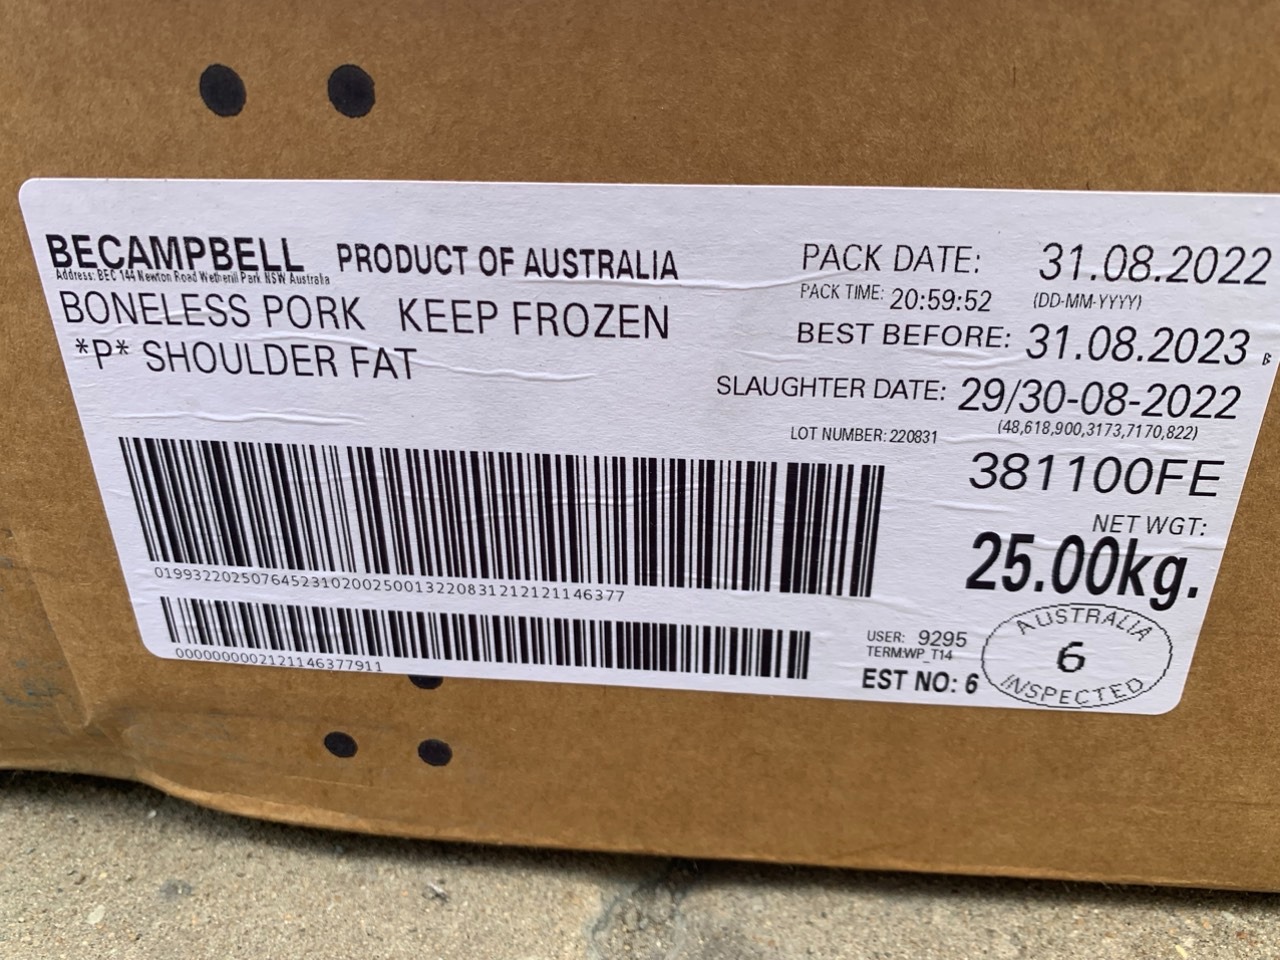 BECAMPBELL PRODUCT OF AUSTRALIA
Address: BEC 144 Newton Road Wetherill Park NSW Australia
BONELESS PORK KEEP FROZEN
*P* SHOULDER FAT
PACK DATE: 31.08.2022
PACK TIME: 20:59:52 (DD-MM-YYYY)
BEST BEFORE: 31.08.2023 B
SLAUGHTER DATE: 29/30-08-2022
(48,618,900,3173,7170,822)
LOT NUMBER: 220831
381100FE
NET WGT:
25.00kg.
01993220250764523102002500132208312121211463​77
0000000002121146377911
USER: 9295
TERM:WP_T14
EST NO: 6
AUSTRALIA
6
INSPECTED